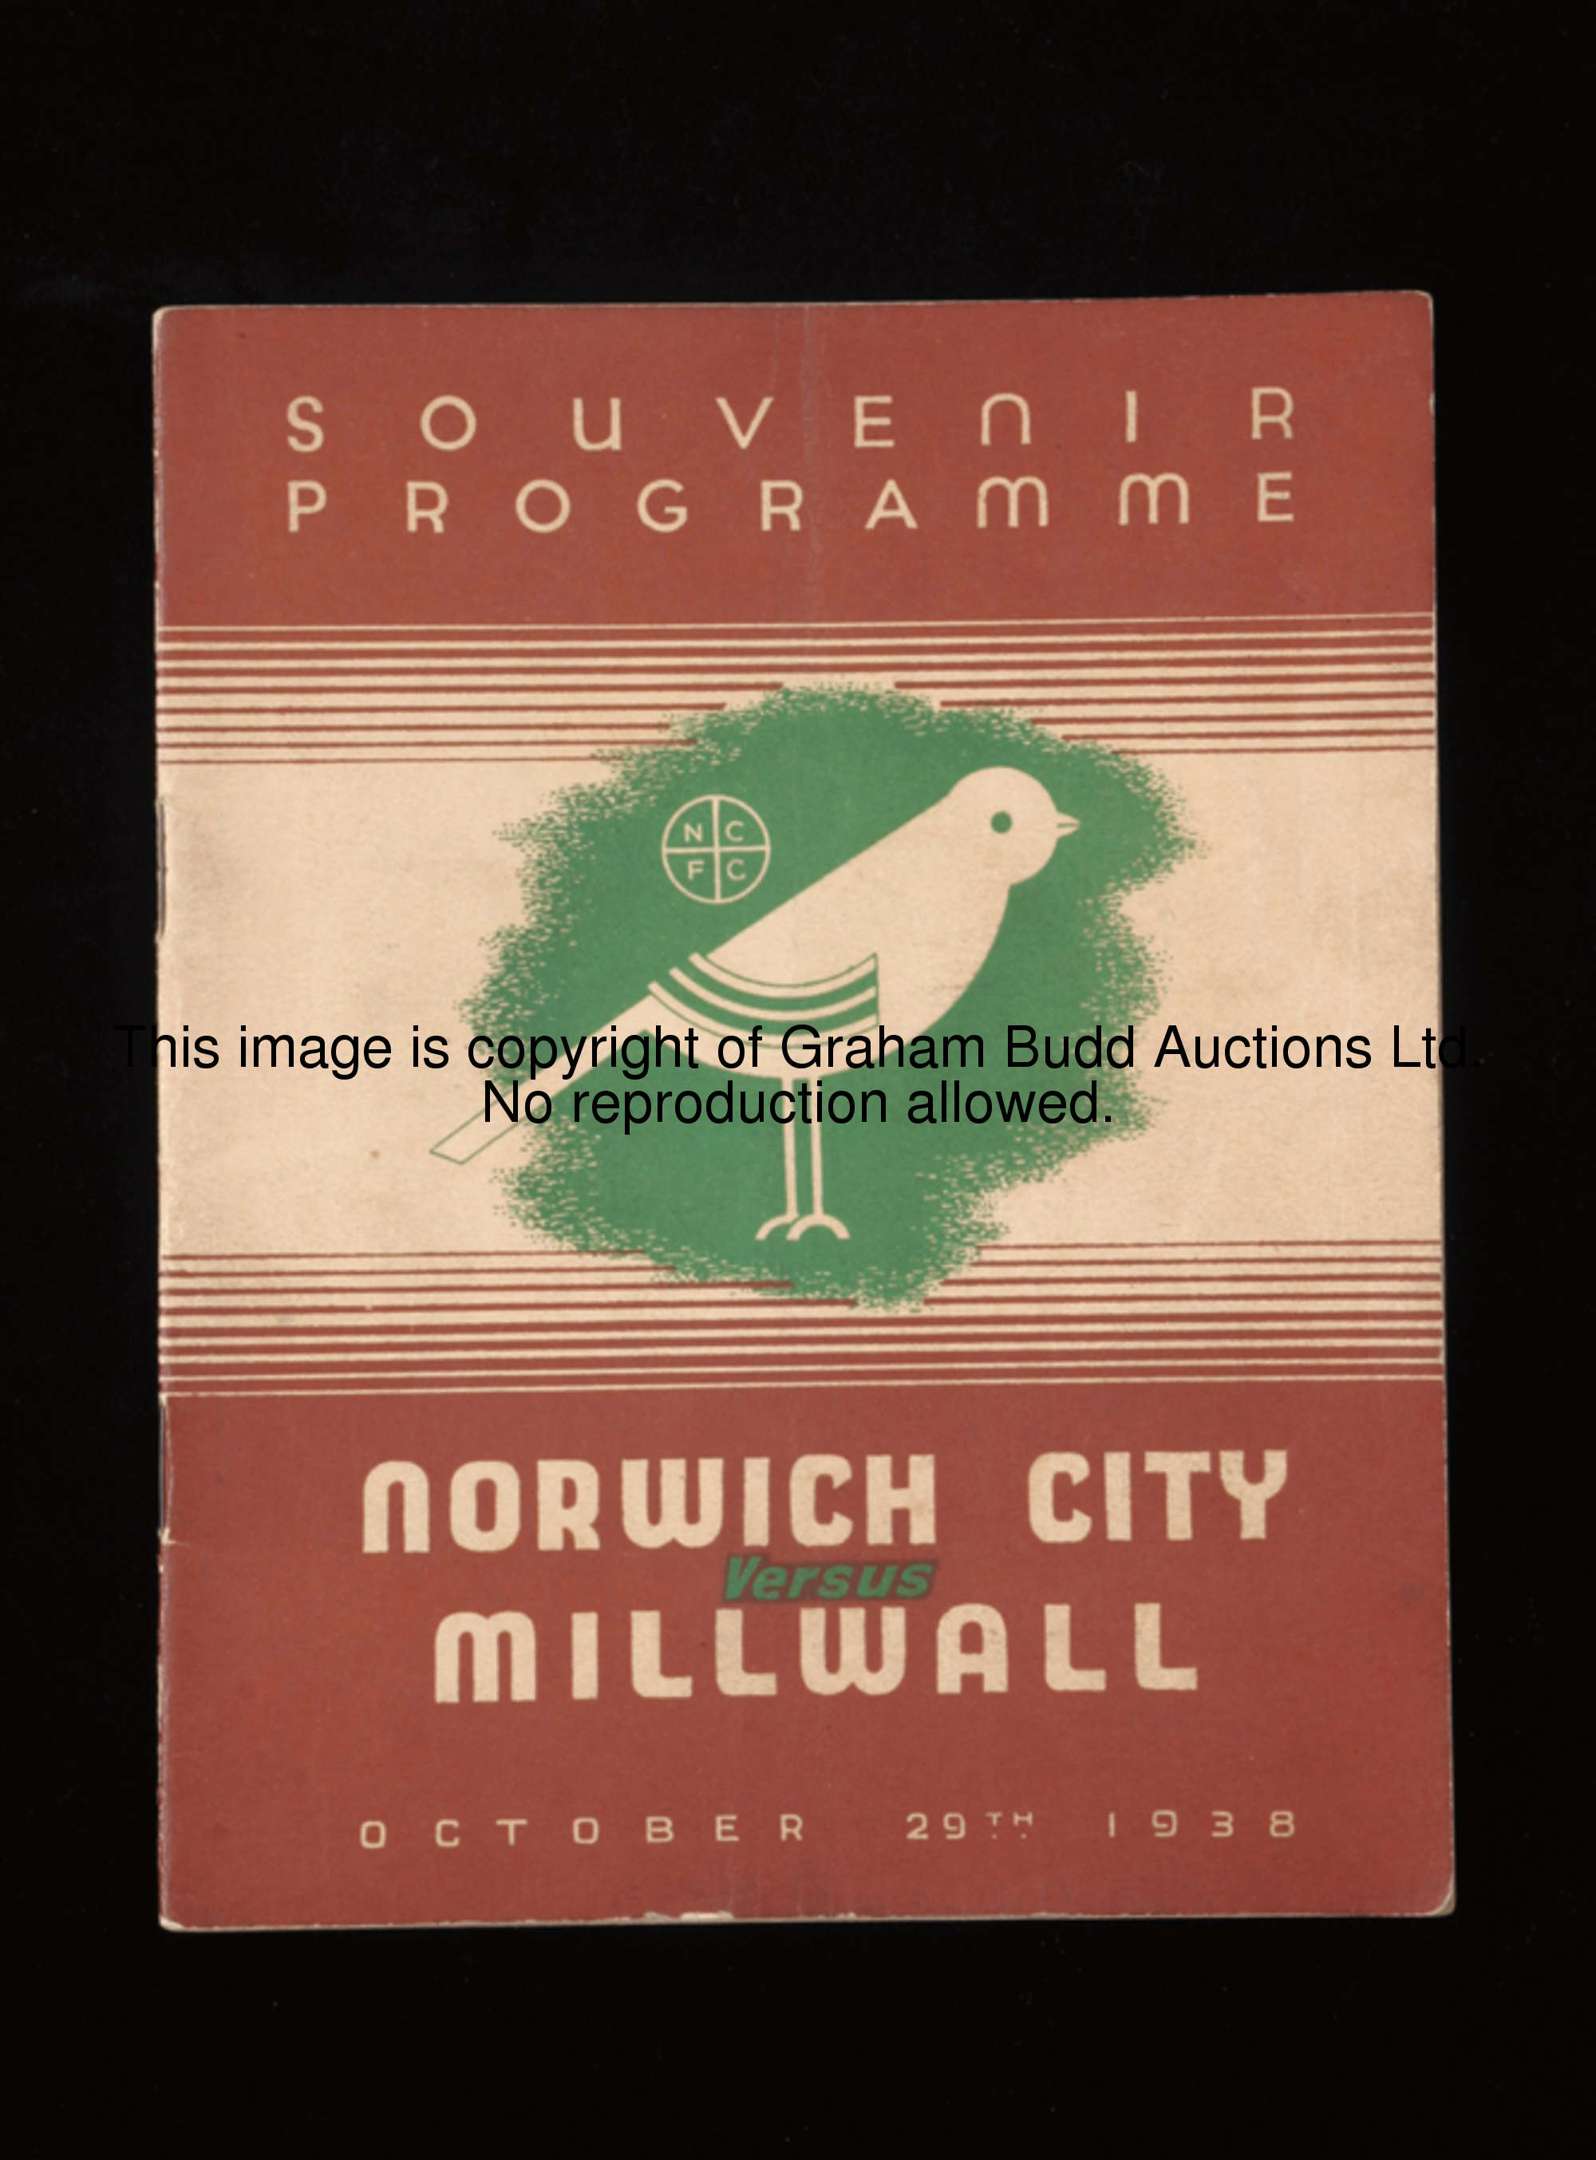 SOUVENIR
PROGRAMME
N C
F C
This image is copyright of Graham Budd Auctions Ltd.
No reproduction allowed.
NORWICH CITY
Versus
MILLWALL
OCTOBER 29TH 1938